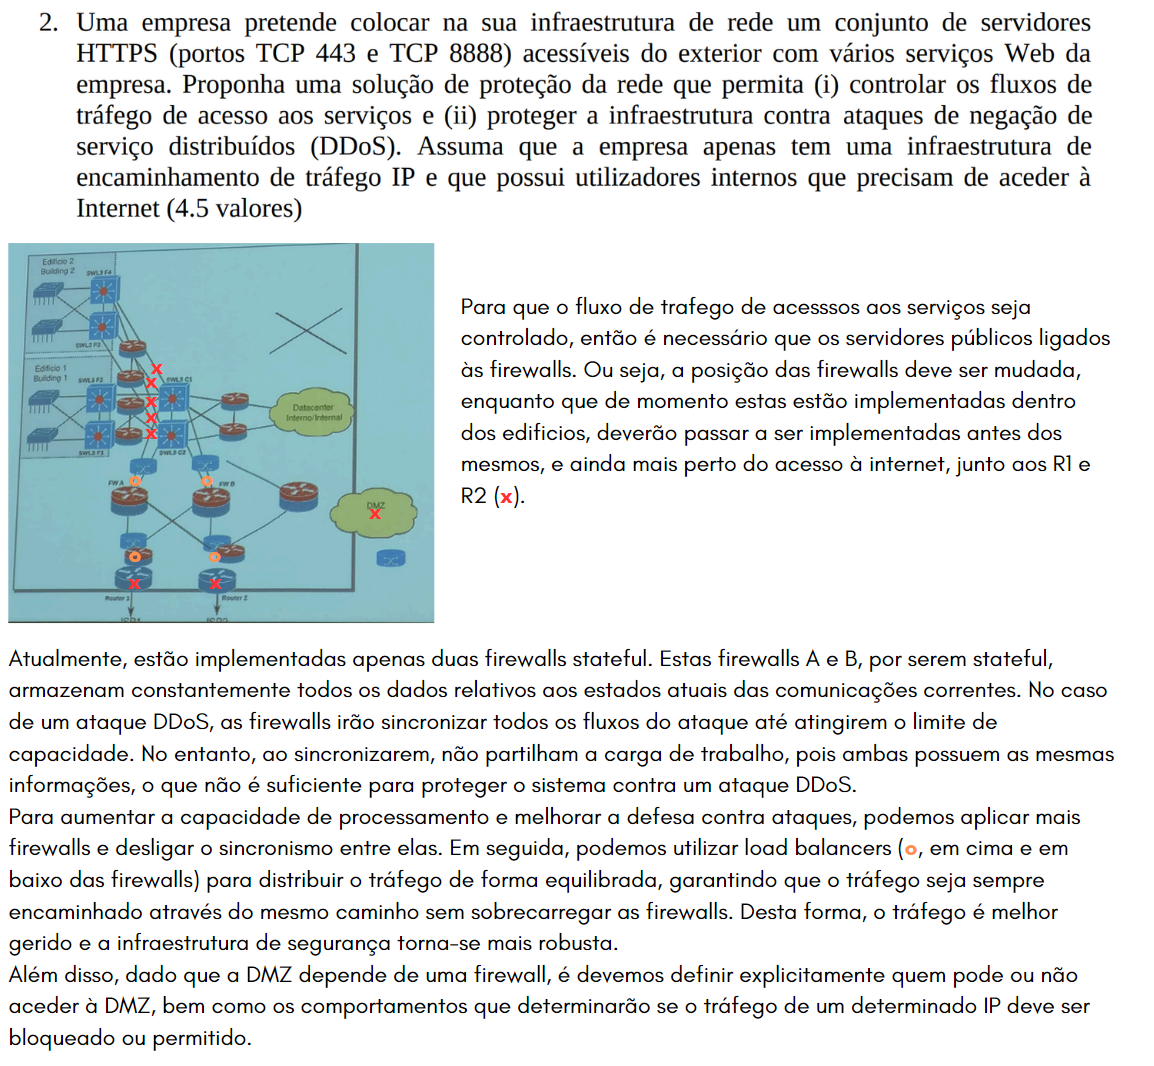 2. Uma empresa pretende colocar na sua infraestrutura de rede um conjunto de servidores
HTTPS (portos TCP 443 e TCP 8888) acessíveis do exterior com vários serviços Web da
empresa. Proponha uma solução de proteção da rede que permita (i) controlar os fluxos de
tráfego de acesso aos serviços e (ii) proteger a infraestrutura contra ataques de negação de
serviço distribuídos (DDoS). Assuma que a empresa apenas tem uma infraestrutura de
encaminhamento de tráfego IP e que possui utilizadores internos que precisam de aceder à
Internet (4.5 valores)
Edificio 2
Building 2
SWL3 F4
SWL3 F3
Edificio 1
Building 1
SWL3 F2
SWL3 C1
Datacenter
Interno/Internal
SWL3 F1
SWL3 C2
FW A
FW B
DMZ
x
Router 1
Router 2
ISP1
ISP2
Para que o fluxo de trafego de acesssos aos serviços seja
controlado, então é necessário que os servidores públicos ligados
às firewalls. Ou seja, a posição das firewalls deve ser mudada,
enquanto que de momento estas estão implementadas dentro
dos edificios, deverão passar a ser implementadas antes dos
mesmos, e ainda mais perto do acesso à internet, junto aos R1 e
R2 (x).
Atualmente, estão implementadas apenas duas firewalls stateful. Estas firewalls A e B, por serem stateful,
armazenam constantemente todos os dados relativos aos estados atuais das comunicações correntes. No caso
de um ataque DDoS, as firewalls irão sincronizar todos os fluxos do ataque até atingirem o limite de
capacidade. No entanto, ao sincronizarem, não partilham a carga de trabalho, pois ambas possuem as mesmas
informações, o que não é suficiente para proteger o sistema contra um ataque DDoS.
Para aumentar a capacidade de processamento e melhorar a defesa contra ataques, podemos aplicar mais
firewalls e desligar o sincronismo entre elas. Em seguida, podemos utilizar load balancers (o, em cima e em
baixo das firewalls) para distribuir o tráfego de forma equilibrada, garantindo que o tráfego seja sempre
encaminhado através do mesmo caminho sem sobrecarregar as firewalls. Desta forma, o tráfego é melhor
gerido e a infraestrutura de segurança torna-se mais robusta.
Além disso, dado que a DMZ depende de uma firewall, é devemos definir explicitamente quem pode ou não
aceder à DMZ, bem como os comportamentos que determinarão se o tráfego de um determinado IP deve ser
bloqueado ou permitido.